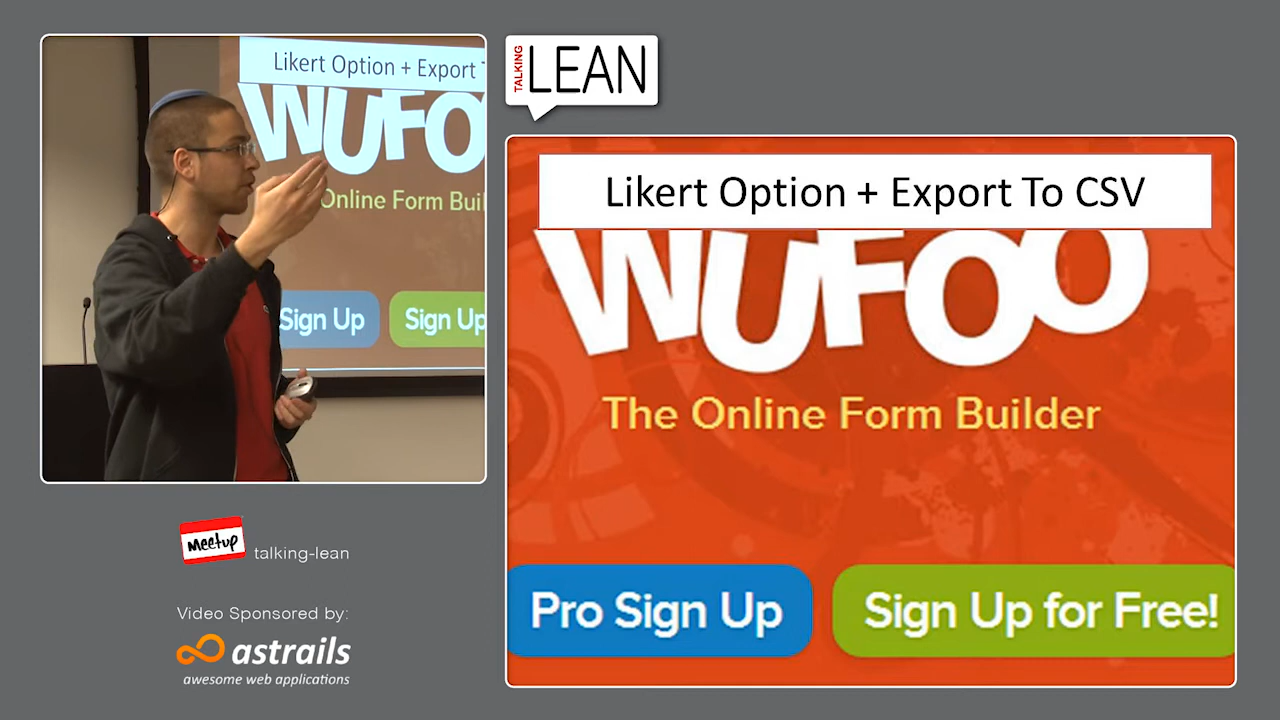 Likert Option + Export
WUFOO
Online Form Buil
Sign Up
Sign Up
meetup
talking-lean
Video Sponsored by:
astrails
awesome web applications
TALKING
LEAN
Likert Option + Export To CSV
WUFOO
The Online Form Builder
Pro Sign Up
Sign Up for Free!